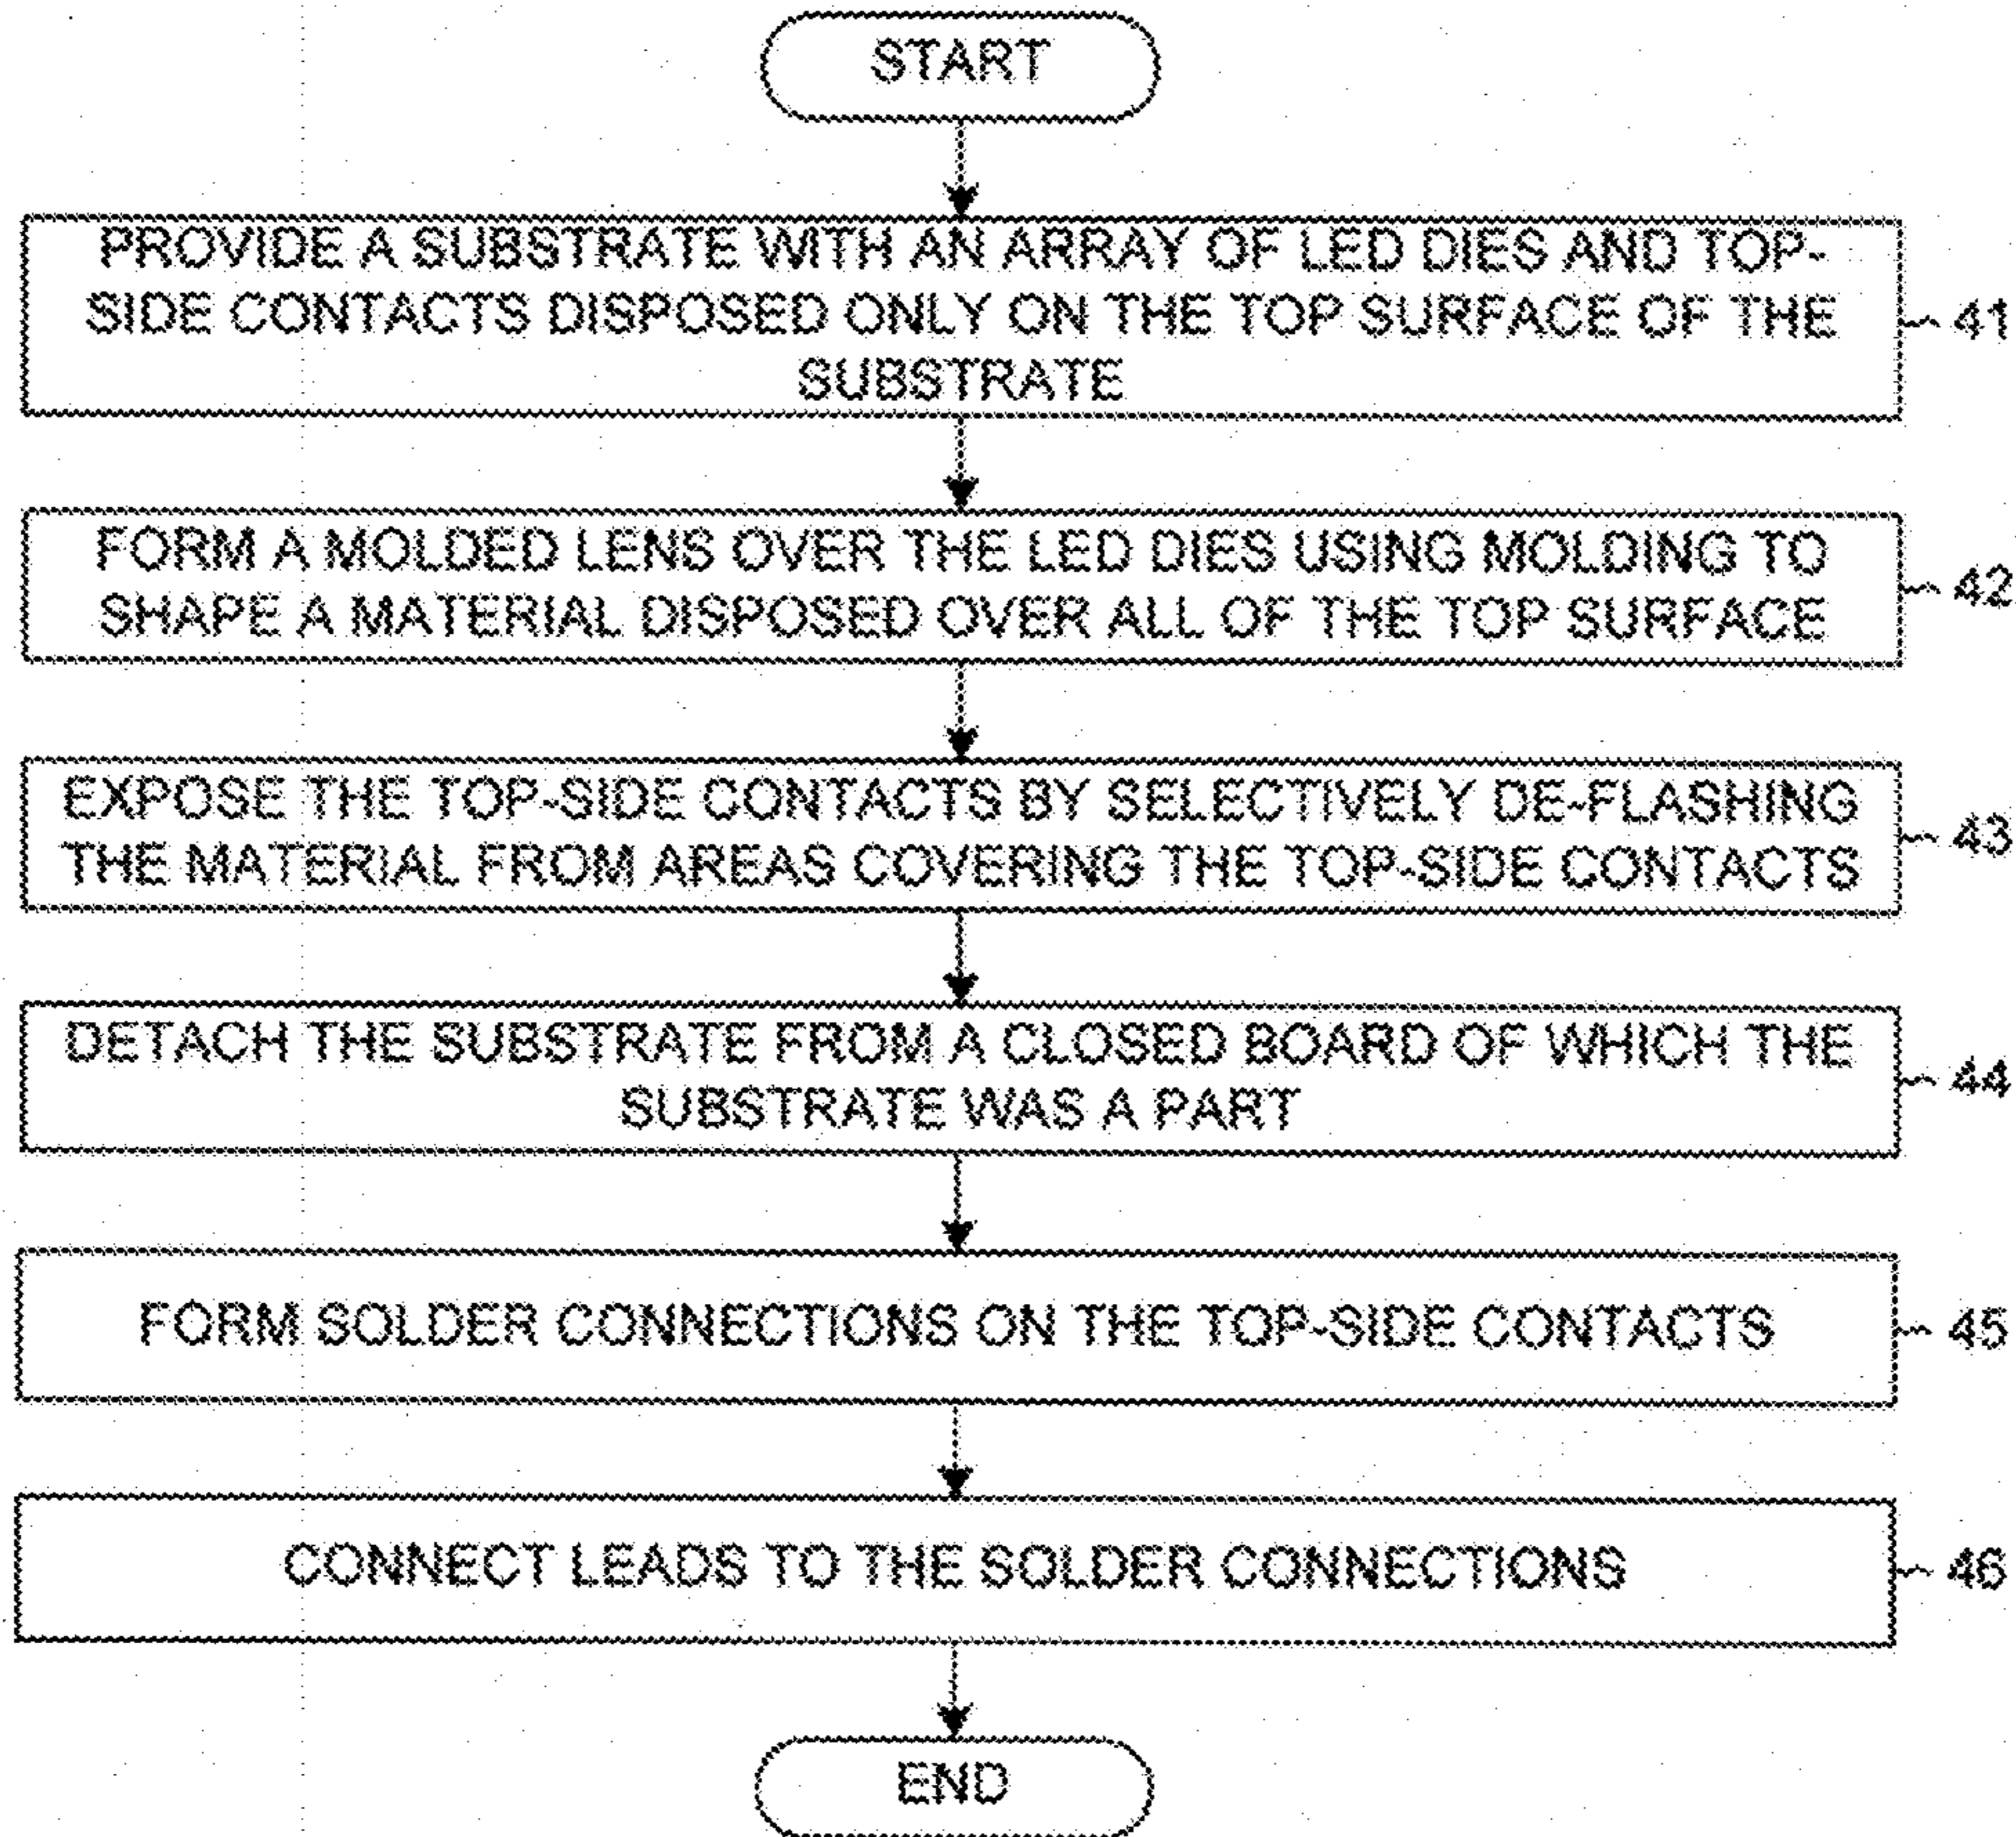 START
PROVIDE A SUBSTRATE WITH AN ARRAY OF LED DIES AND TOP-
SIDE CONTACTS DISPOSED ONLY ON THE TOP SURFACE OF THE
SUBSTRATE
41
FORM A MOLDED LENS OVER THE LED DIES USING MOLDING TO
SHAPE A MATERIAL DISPOSED OVER ALL OF THE TOP SURFACE
42
EXPOSE THE TOP-SIDE CONTACTS BY SELECTIVELY DE-FLASHING
THE MATERIAL FROM AREAS COVERING THE TOP-SIDE CONTACTS
43
DETACH THE SUBSTRATE FROM A CLOSED BOARD OF WHICH THE
SUBSTRATE WAS A PART
44
FORM SOLDER CONNECTIONS ON THE TOP-SIDE CONTACTS
45
CONNECT LEADS TO THE SOLDER CONNECTIONS
46
END